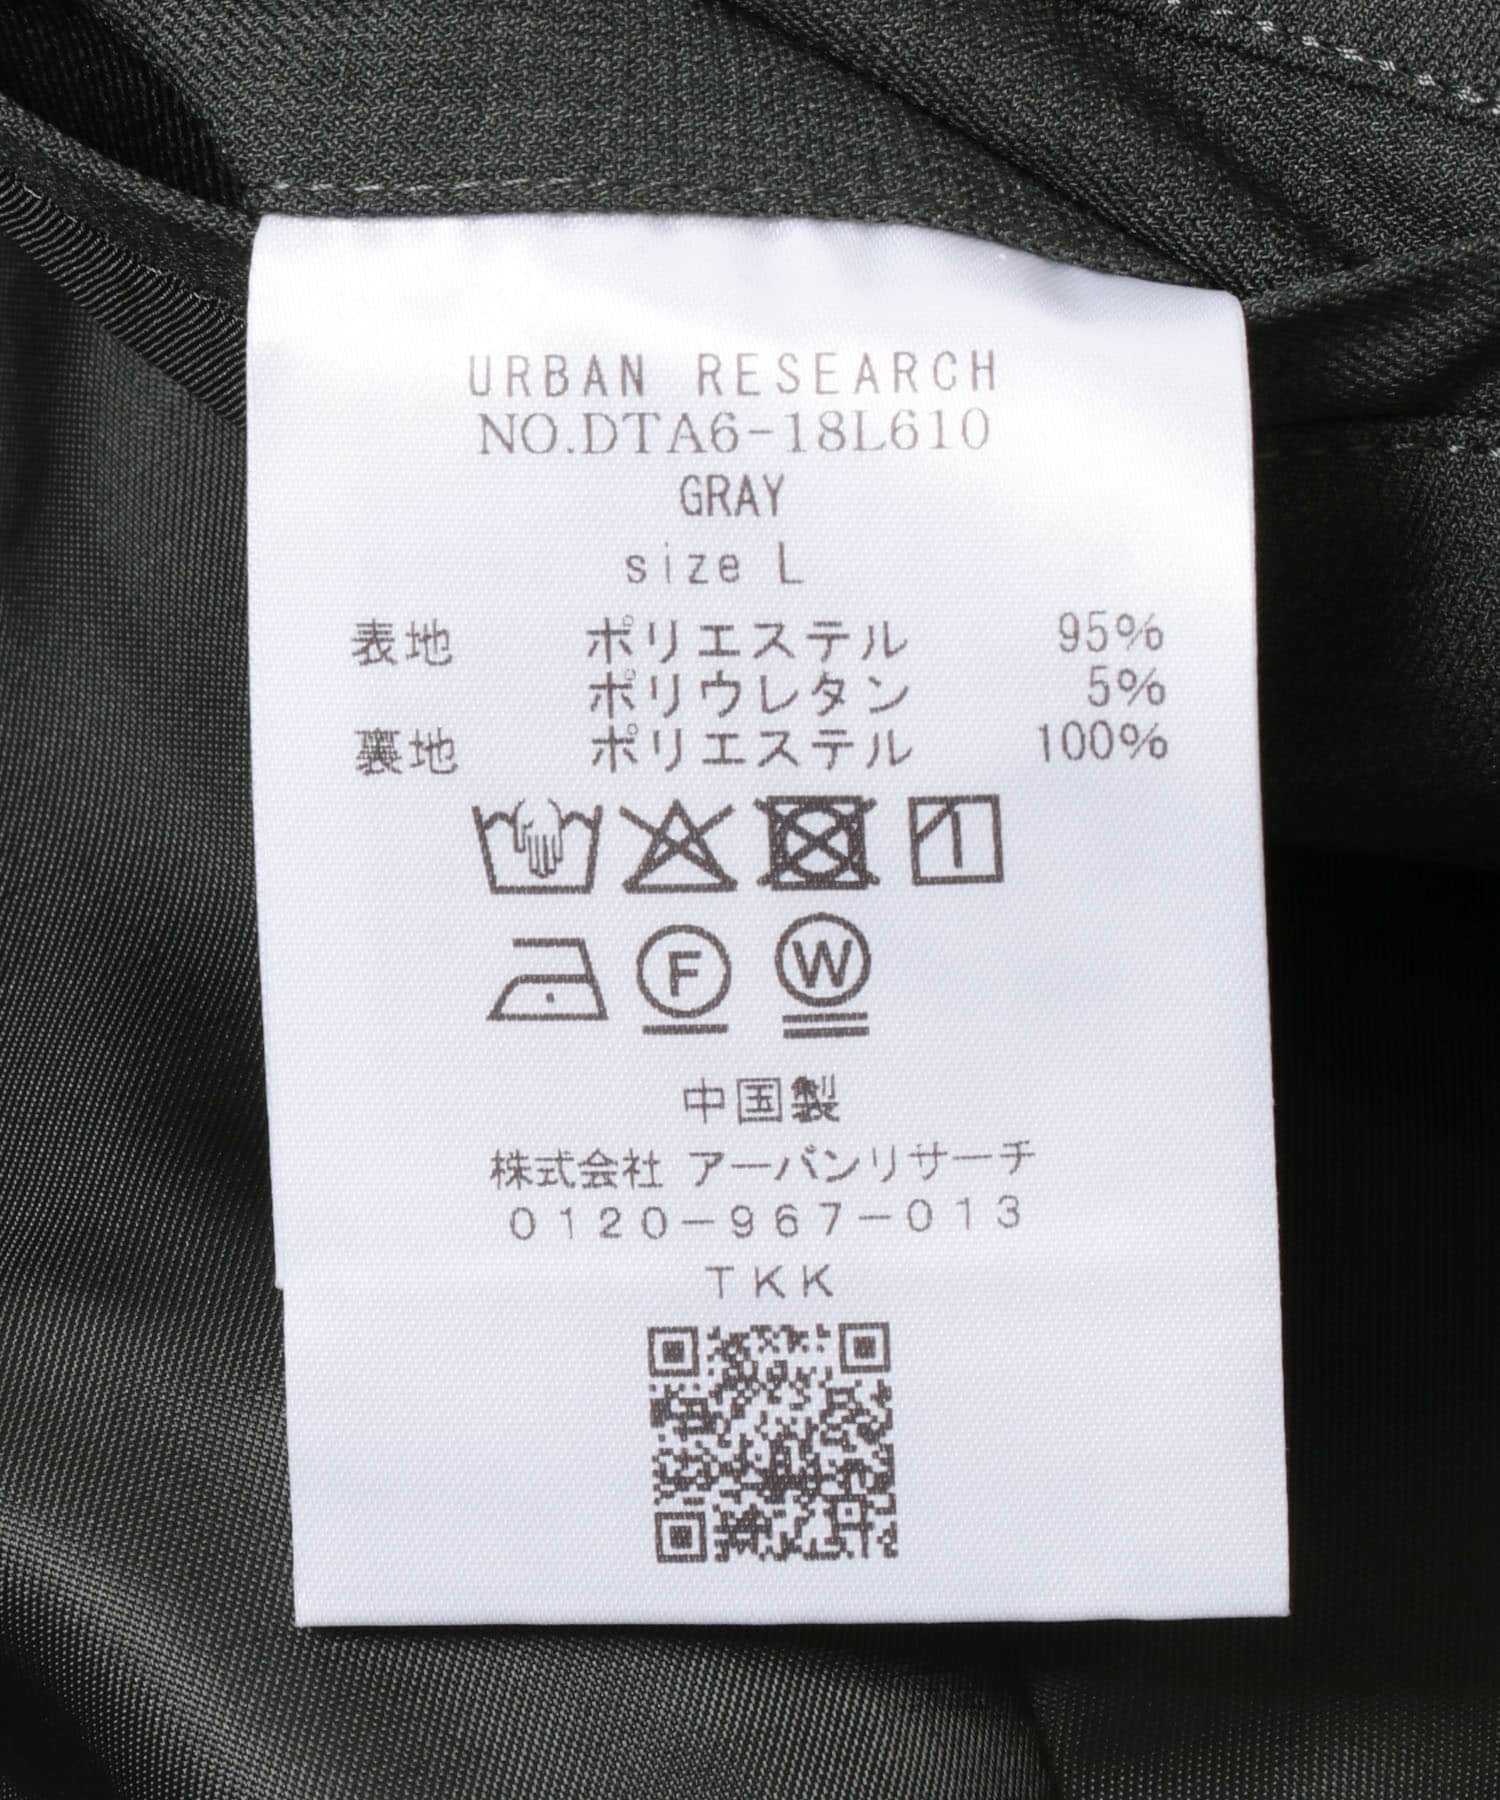 URBAN RESEARCH
NO.DTA6-18L610
GRAY
size L
表地 ポリエステル 95%
ポリウレタン 5%
裏地 ポリエステル 100%
F W
中国製
株式会社 アーバンリサーチ
0120-967-013
TKK